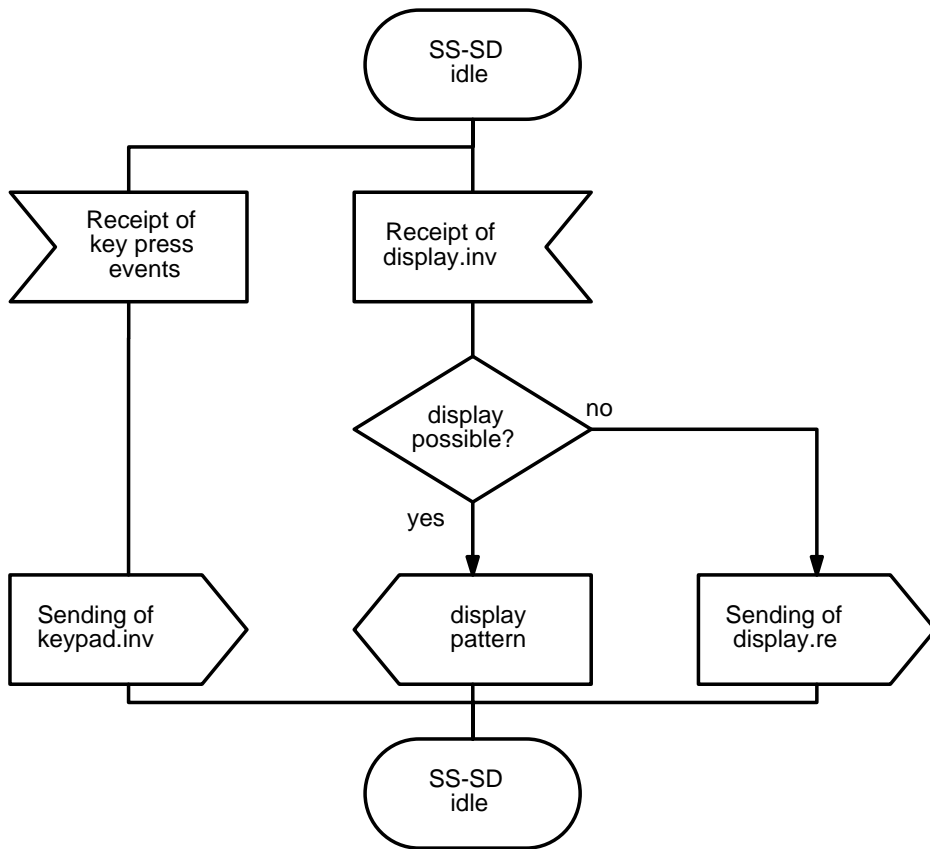 SS-SD
idle
Receipt of
key press
events
Receipt of
display.inv
display
possible?
no
yes
Sending of
keypad.inv
display
pattern
Sending of
display.re
SS-SD
idle